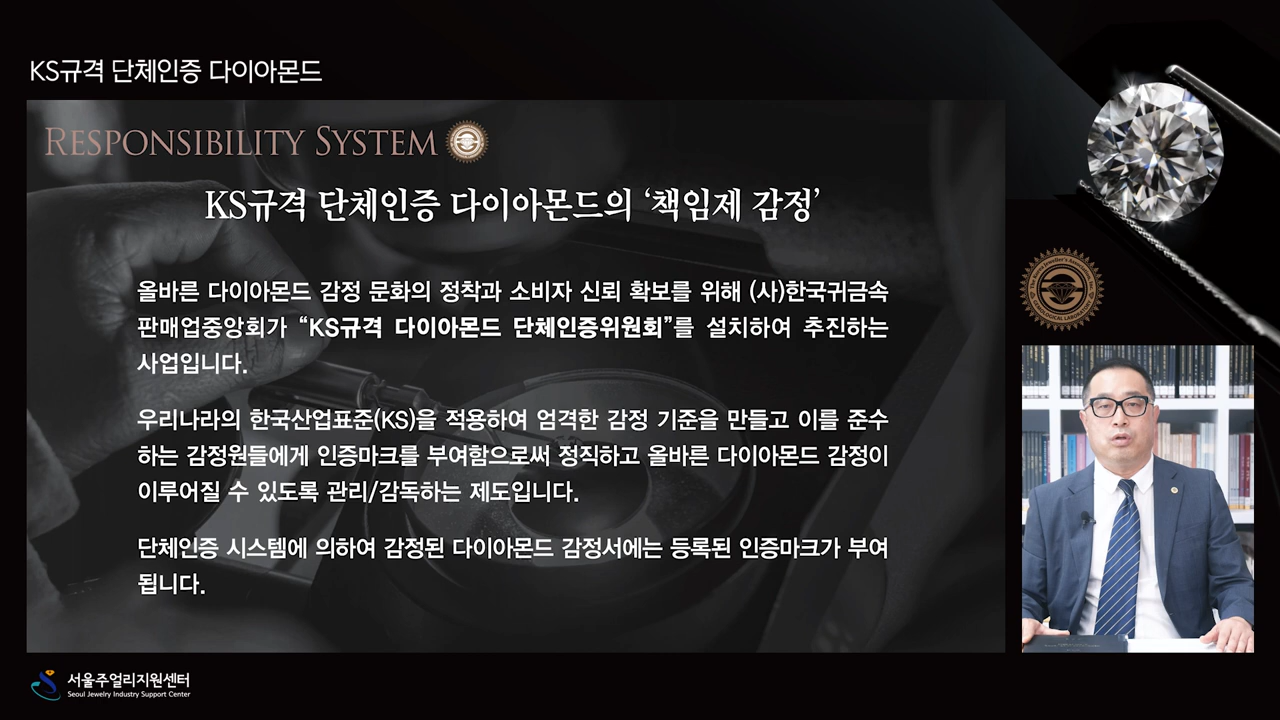 KS규격 단체인증 다이아몬드
RESPONSIBILITY SYSTEM
KS규격 단체인증 다이아몬드의 ‘책임제 감정’
올바른 다이아몬드 감정 문화의 정착과 소비자 신뢰 확보를 위해 (사)한국귀금속
판매업중앙회가 “KS규격 다이아몬드 단체인증위원회”를 설치하여 추진하는
사업입니다.
우리나라의 한국산업표준(KS)을 적용하여 엄격한 감정 기준을 만들고 이를 준수
하는 감정원들에게 인증마크를 부여함으로써 정직하고 올바른 다이아몬드 감정이
이루어질 수 있도록 관리/감독하는 제도입니다.
단체인증 시스템에 의하여 감정된 다이아몬드 감정서에는 등록된 인증마크가 부여
됩니다.
서울주얼리지원센터
Seoul Jewelry Industry Support Center